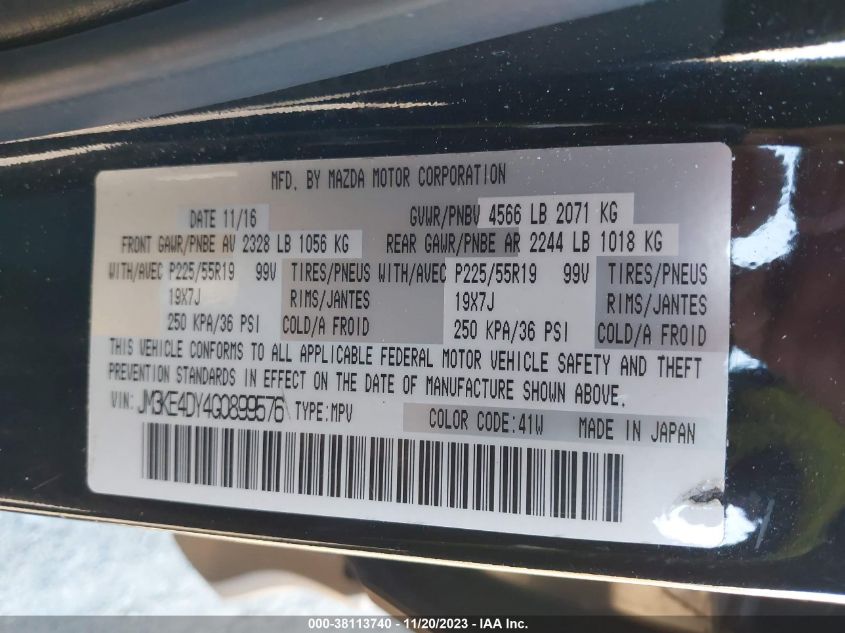 MFD. BY MAZDA MOTOR CORPORATION
DATE 11/16 GVWR/PNBV 4566 LB 2071 KG
FRONT GAWR/PNBE AV 2328 LB 1056 KG REAR GAWR/PNBE AR 2244 LB 1018 KG
WITH/AVEC P225/55R19 99V TIRES/PNEUS WITH/AVEC P225/55R19 99V TIRES/PNEUS
19X7J RIMS/JANTES 19X7J RIMS/JANTES
250 KPA/36 PSI COLD/A FROID 250 KPA/36 PSI COLD/A FROID
THIS VEHICLE CONFORMS TO ALL APPLICABLE FEDERAL MOTOR VEHICLE SAFETY AND THEFT
PREVENTION STANDARDS IN EFFECT ON THE DATE OF MANUFACTURE SHOWN ABOVE.
VIN: JM3KE4DY4G0899576 TYPE:MPV COLOR CODE:41W MADE IN JAPAN
000-38113740 - 11/20/2023 - IAA Inc.